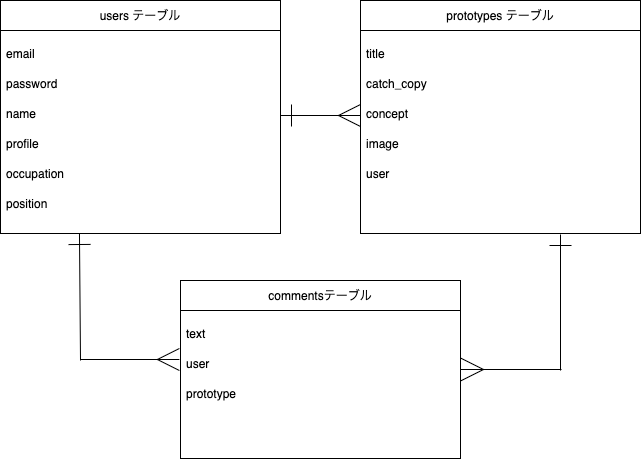 users テーブル
email
password
name
profile
occupation
position
prototypes テーブル
title
catch_copy
concept
image
user
commentsテーブル
text
user
prototype